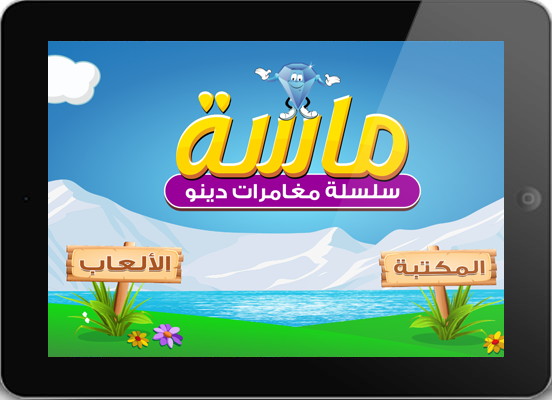 ماسة
سلسلة مغامرات دينو
المكتبة
الألعاب